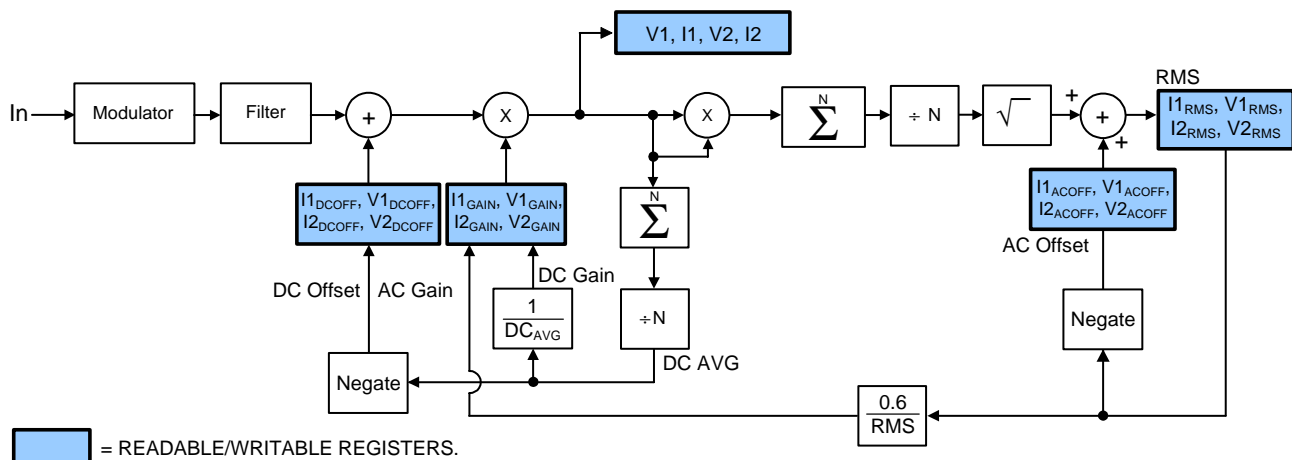 V1, I1, V2, I2
In
Modulator
Filter
+
X
X
N
∑
÷ N
√
+
+
+
RMS
I1RMS, V1RMS,
I2RMS, V2RMS
I1DCOFF, V1DCOFF,
I2DCOFF, V2DCOFF
I1GAIN, V1GAIN,
I2GAIN, V2GAIN
N
∑
I1ACOFF, V1ACOFF,
I2ACOFF, V2ACOFF
AC Offset
DC Offset
AC Gain
DC Gain
1
DCAVG
÷N
DC AVG
Negate
Negate
0.6
RMS
= READABLE/WRITABLE REGISTERS.